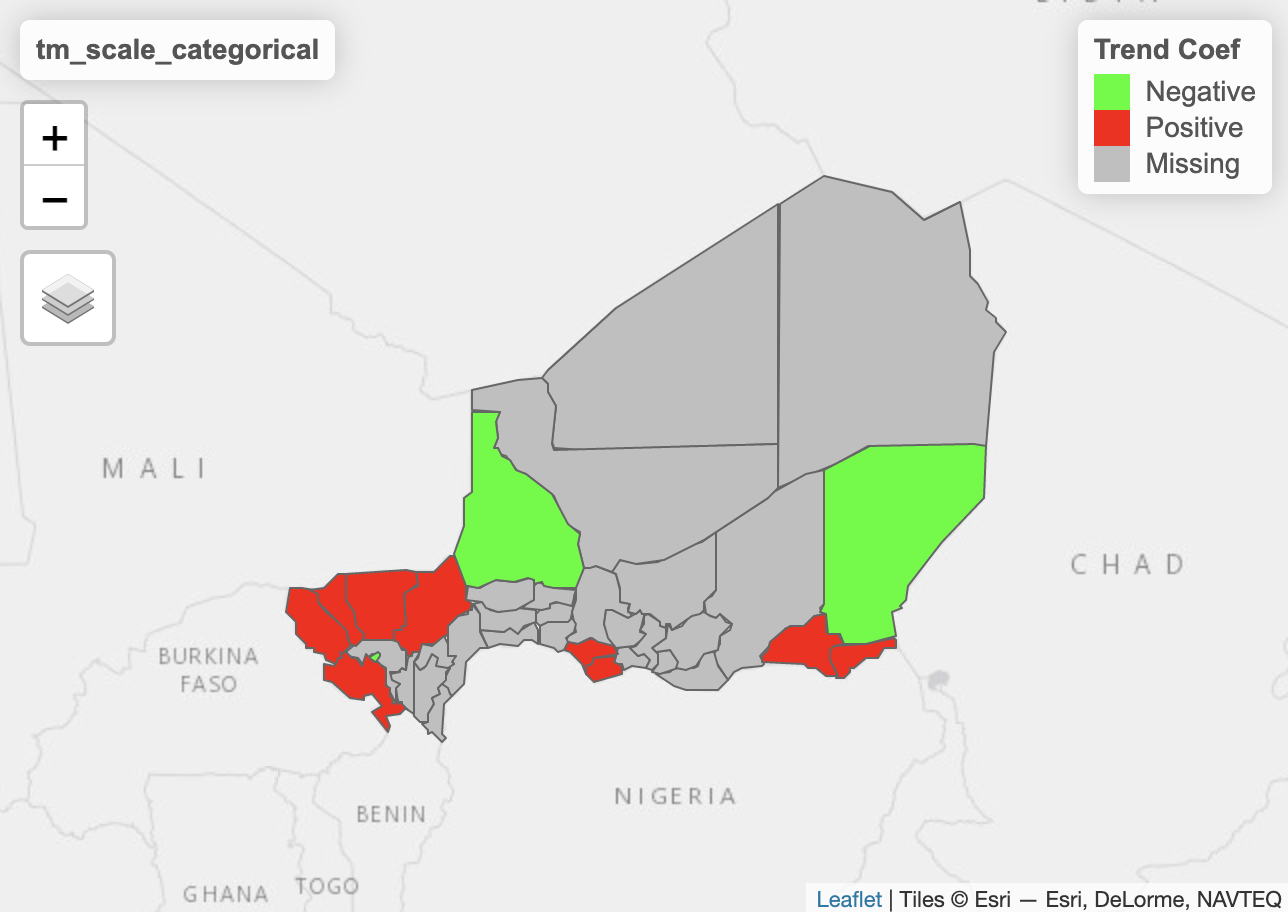 tm_scale_categorical
+
−
Trend Coef
Negative
Positive
Missing
MALI
CHAD
BURKINA
FASO
NIGERIA
BENIN
GHANA
TOGO
Leaflet | Tiles © Esri — Esri, DeLorme, NAVTEQ